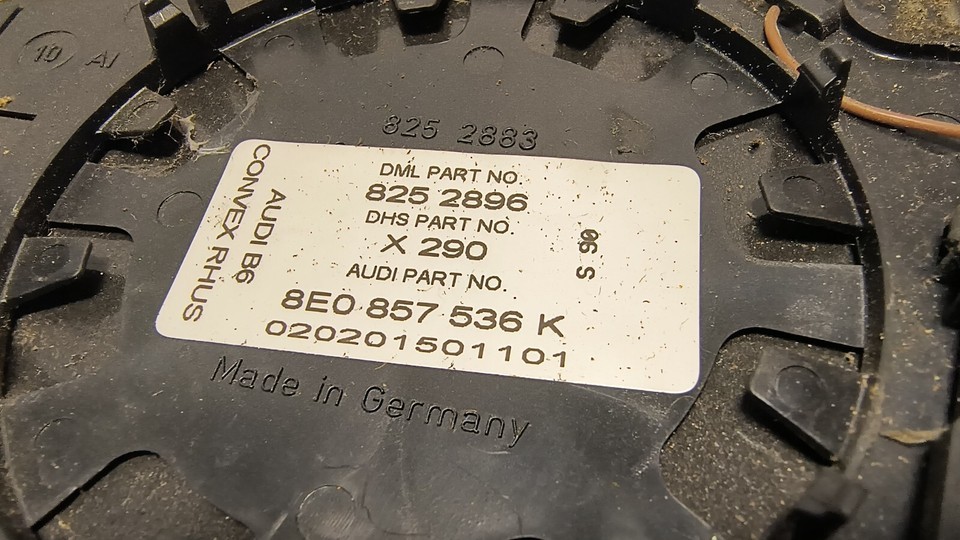 10 AI
825 2883
AUDI B6
CONVEX RHUS
DML PART NO.
825 2896
DHS PART NO.
X 290
AUDI PART NO.
8E0 857 536 K
020201501101
S 90
Made in Germany